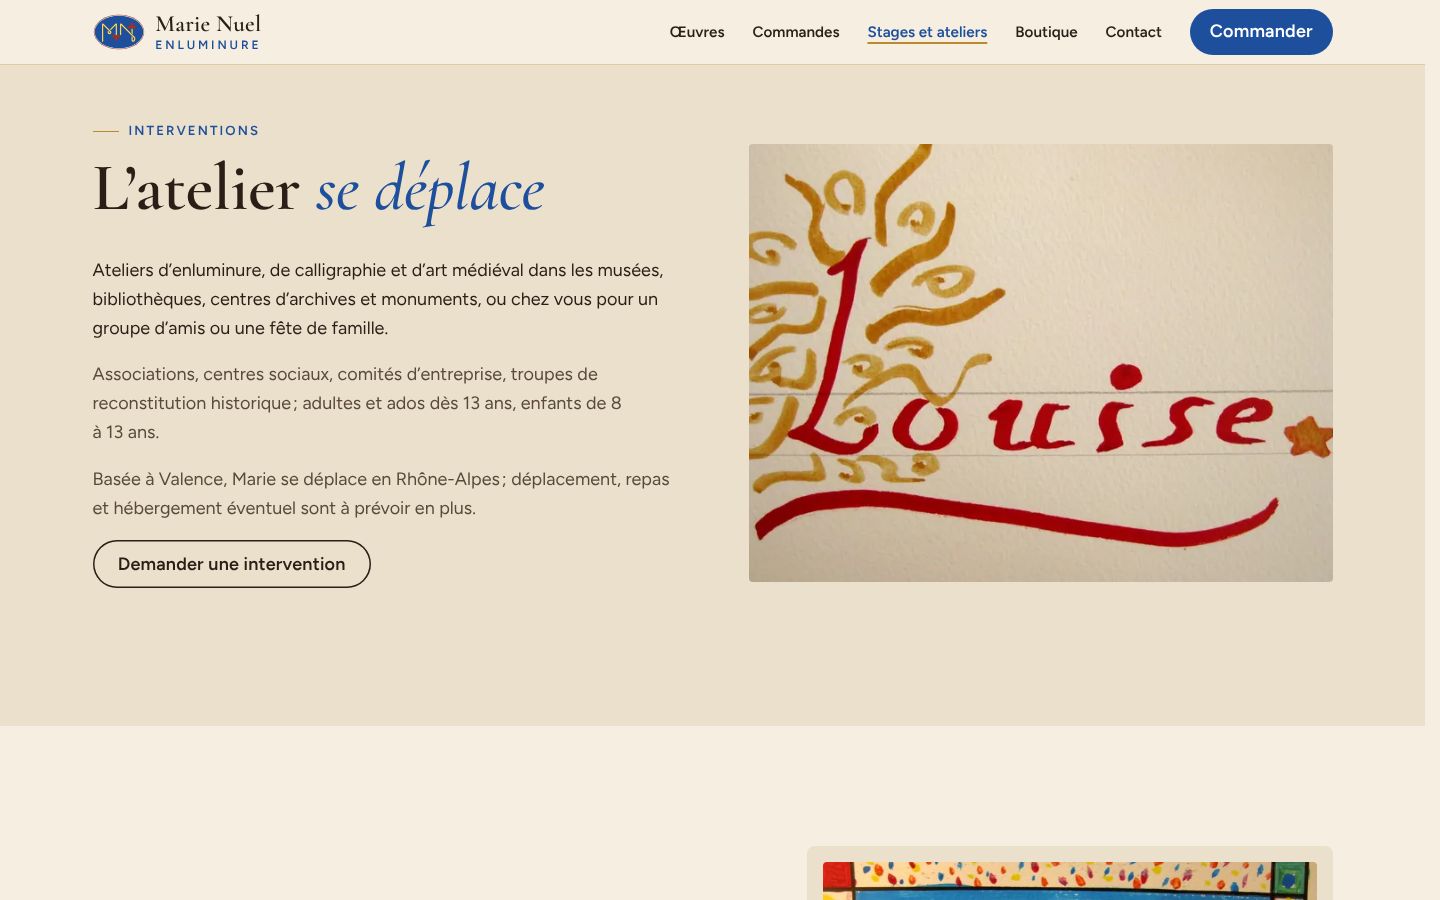 Marie Nuel
ENLUMINURE
Œuvres
Commandes
Stages et ateliers
Boutique
Contact
Commander
INTERVENTIONS
L’atelier se déplace
Ateliers d’enluminure, de calligraphie et d’art médiéval dans les musées,
bibliothèques, centres d’archives et monuments, ou chez vous pour un
groupe d’amis ou une fête de famille.
Associations, centres sociaux, comités d’entreprise, troupes de
reconstitution historique ; adultes et ados dès 13 ans, enfants de 8
à 13 ans.
Basée à Valence, Marie se déplace en Rhône-Alpes ; déplacement, repas
et hébergement éventuel sont à prévoir en plus.
Demander une intervention
Louise